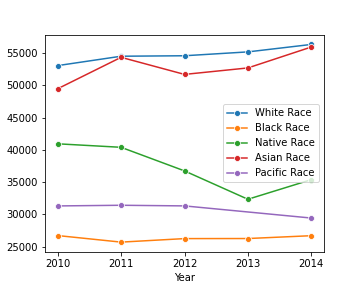 55000
50000
45000
40000
35000
30000
25000
White Race
Black Race
Native Race
Asian Race
Pacific Race
2010 2011 2012 2013 2014
Year